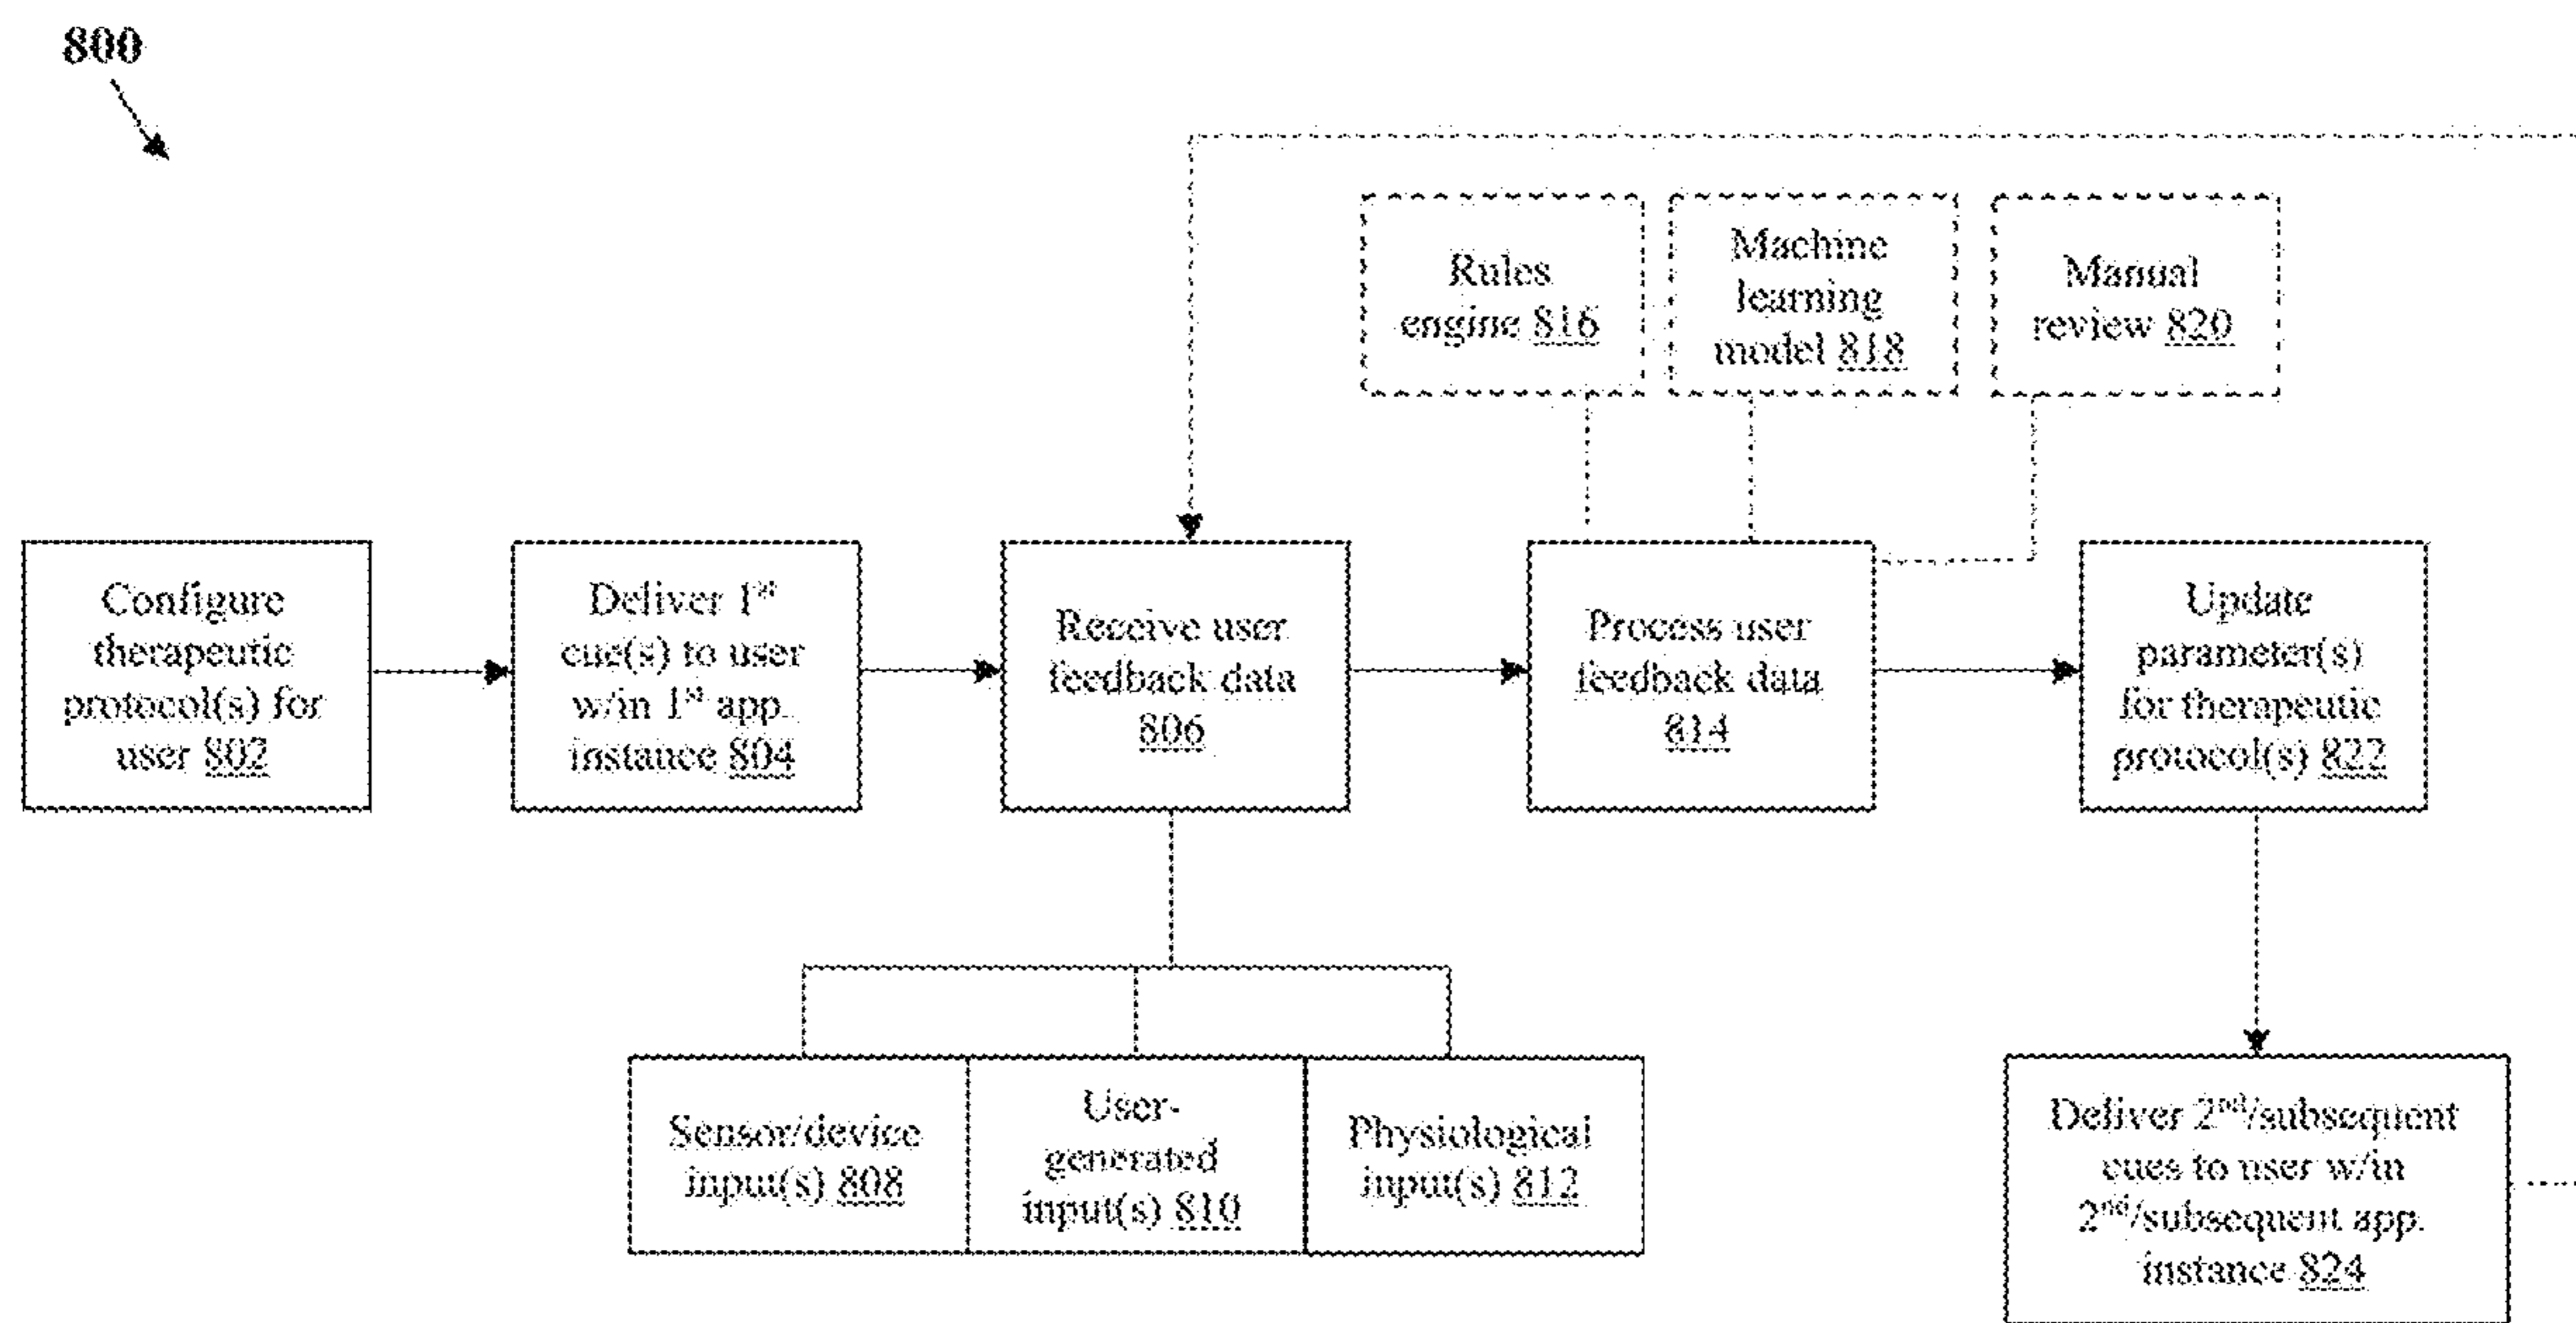 800
Rules
engine 816
Machine
learning
model 818
Manual
review 820
Configure
therapeutic
protocol(s) for
user 802
Deliver 1st
cue(s) to user
w/in 1st app.
instance 804
Receive user
feedback data
806
Process user
feedback data
814
Update
parameter(s)
for therapeutic
protocol(s) 822
Sensor/device
input(s) 808
User-
generated
input(s) 810
Physiological
input(s) 812
Deliver 2nd/subsequent
cues to user w/in
2nd/subsequent app.
instance 824